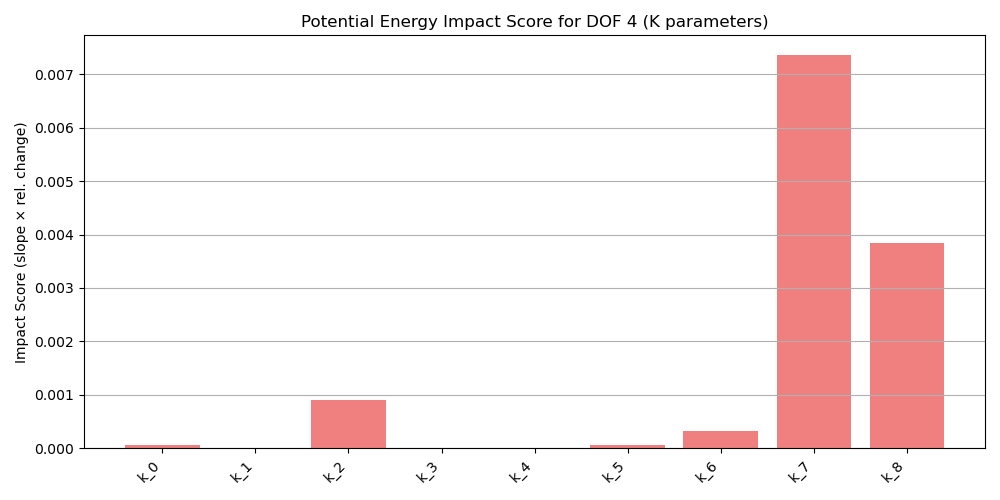 Potential Energy Impact Score for DOF 4 (K parameters)
Impact Score (slope × rel. change)
0.007
0.006
0.005
0.004
0.003
0.002
0.001
0.000
k_0
k_1
k_2
k_3
k_4
k_5
k_6
k_7
k_8